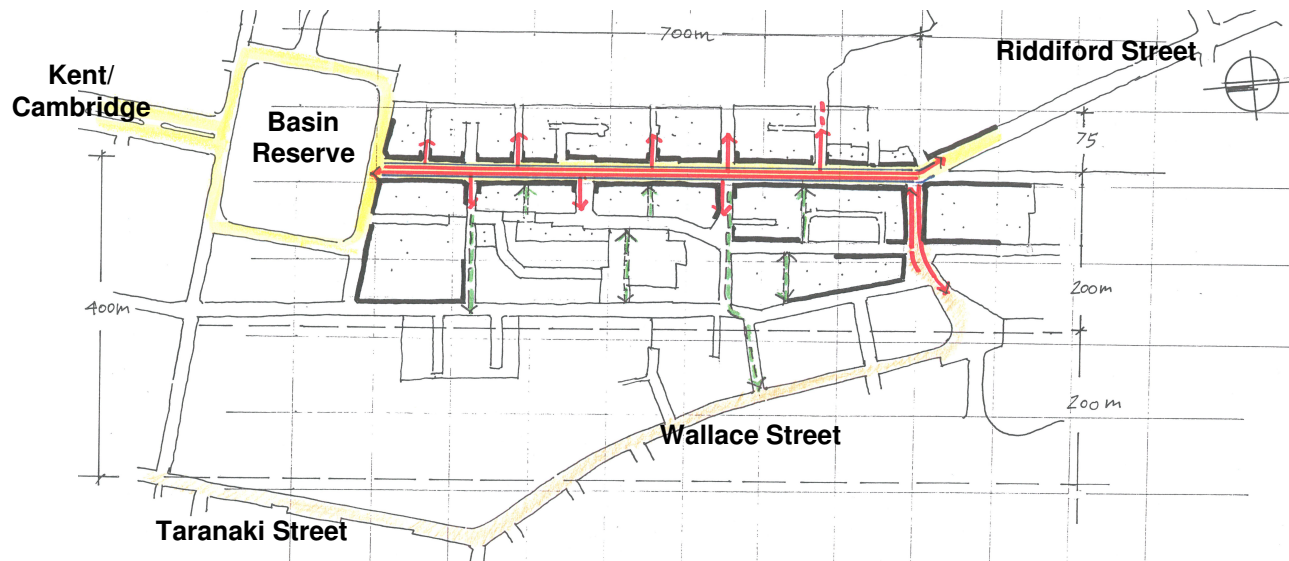 700m
Riddiford Street
Kent/
Cambridge
Basin
Reserve
75
400m
200m
200m
Wallace Street
Taranaki Street